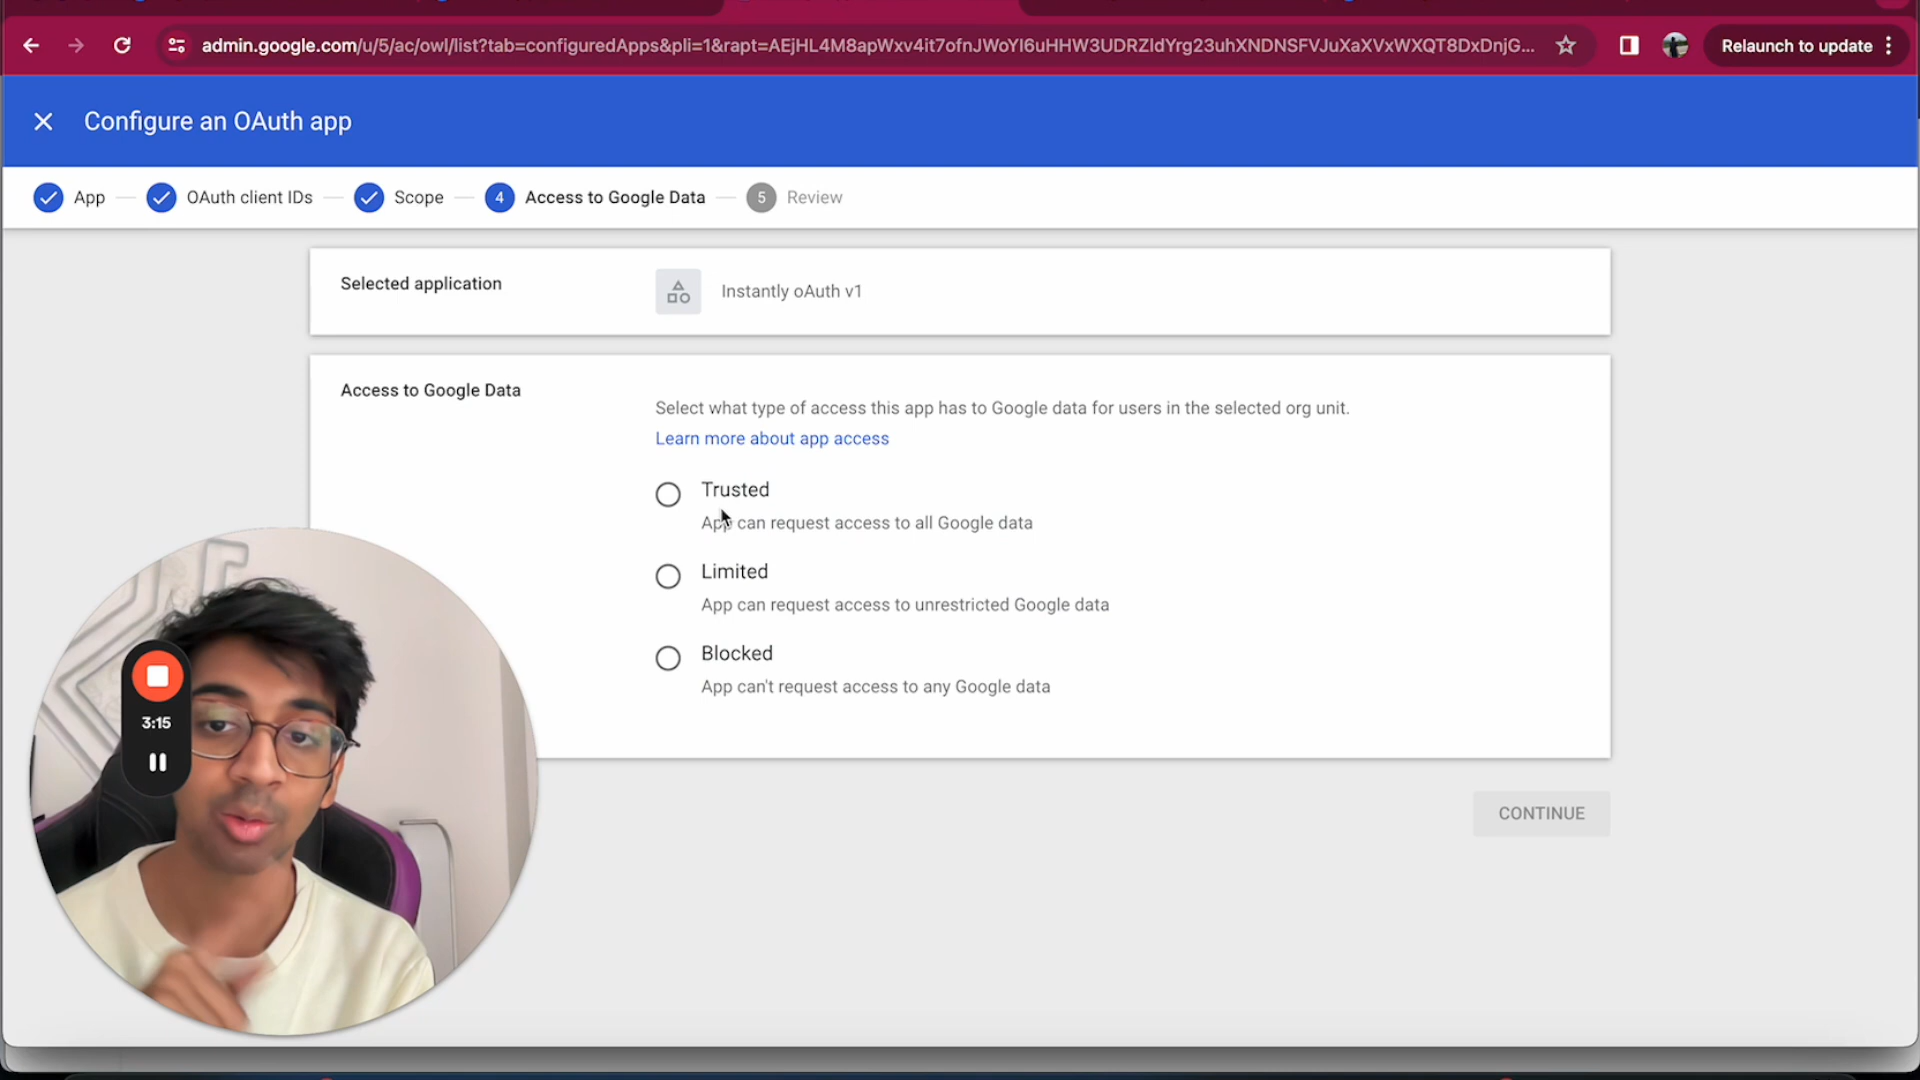 admin.google.com/u/5/ac/owl/list?tab=configuredApps&pli=1&rapt=AEjHL4M8apWxv4it7ofnJWoYI6uHHW3UDRZldYrg23uhXNDNSFVJuXaXVxWXQT8DxDnjG...
Relaunch to update
Configure an OAuth app
App
OAuth client IDs
Scope
4 Access to Google Data
5 Review
Selected application
Instantly oAuth v1
Access to Google Data
Select what type of access this app has to Google data for users in the selected org unit.
Learn more about app access
Trusted
App can request access to all Google data
Limited
App can request access to unrestricted Google data
Blocked
App can't request access to any Google data
3:15
CONTINUE